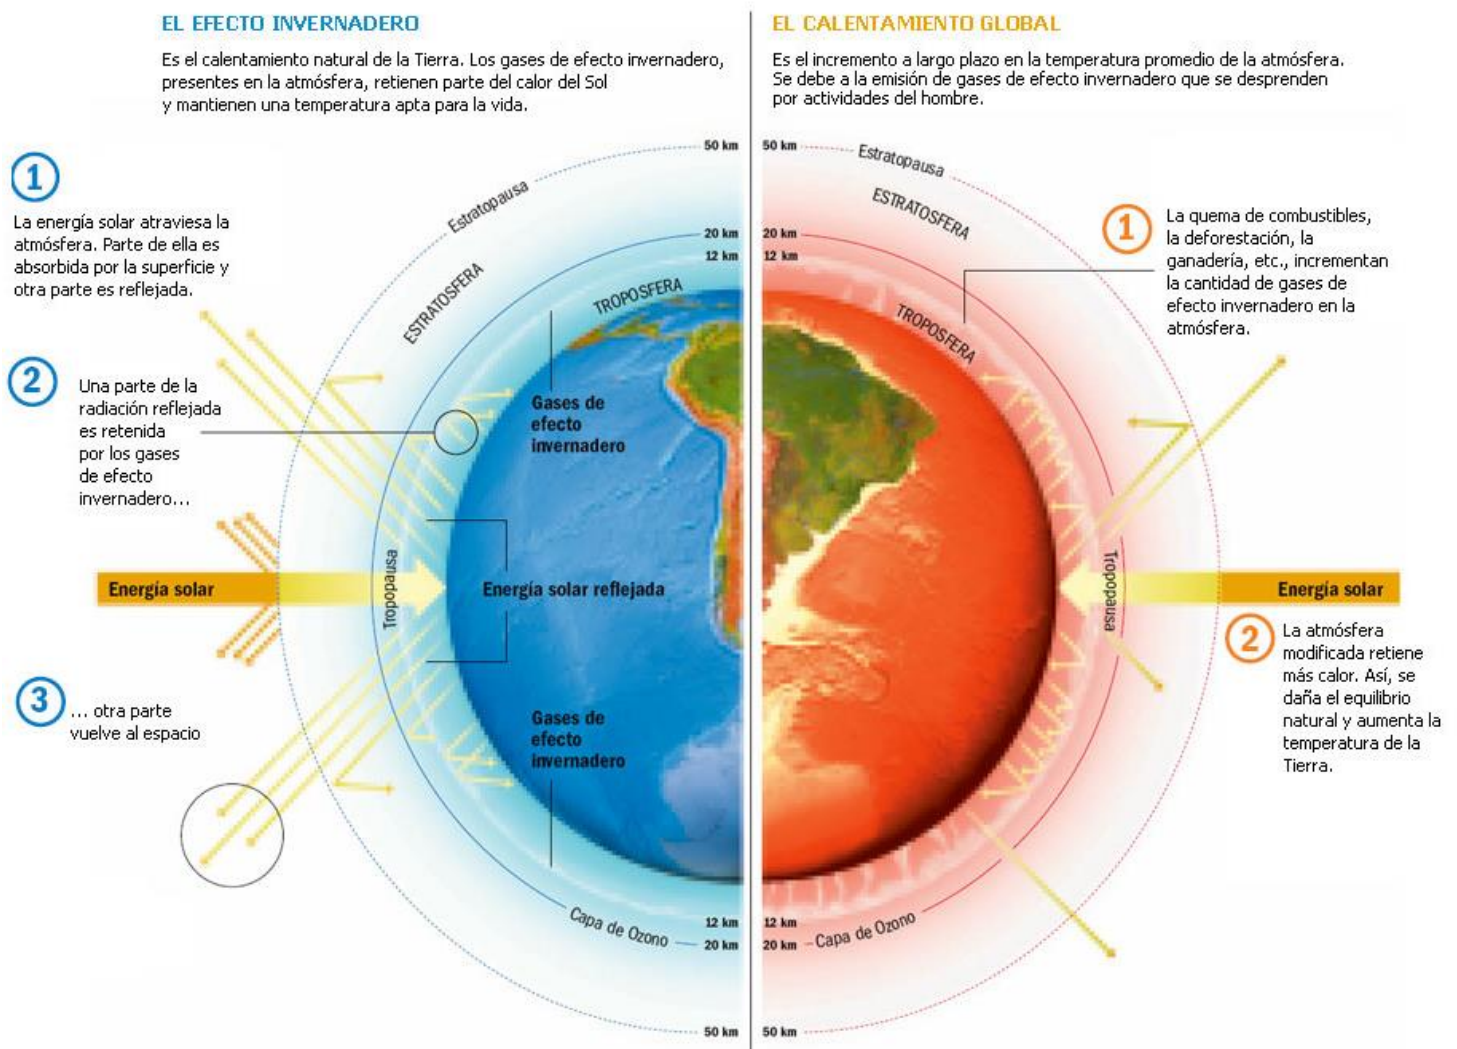 EL EFECTO INVERNADERO
Es el calentamiento natural de la Tierra. Los gases de efecto invernadero,
presentes en la atmósfera, retienen parte del calor del Sol
y mantienen una temperatura apta para la vida.
1
La energía solar atraviesa la
atmósfera. Parte de ella es
absorbida por la superficie y
otra parte es reflejada.
2
Una parte de la
radiación reflejada
es retenida
por los gases
de efecto
invernadero...
Energía solar
3
... otra parte
vuelve al espacio
50 km
Estratopausa
20 km
12 km
ESTRATOSFERA
TROPOSFERA
Gases de
efecto
invernadero
Tropopausa
Energía solar reflejada
Gases de
efecto
invernadero
Capa de Ozono
12 km
20 km
50 km
EL CALENTAMIENTO GLOBAL
Es el incremento a largo plazo en la temperatura promedio de la atmósfera.
Se debe a la emisión de gases de efecto invernadero que se desprenden
por actividades del hombre.
50 km
Estratopausa
ESTRATOSFERA
20 km
12 km
TROPOSFERA
1
La quema de combustibles,
la deforestación, la
ganadería, etc., incrementan
la cantidad de gases de
efecto invernadero en la
atmósfera.
Tropopausa
Energía solar
2
La atmósfera
modificada retiene
más calor. Así, se
daña el equilibrio
natural y aumenta la
temperatura de la
Tierra.
12 km
20 km
Capa de Ozono
50 km